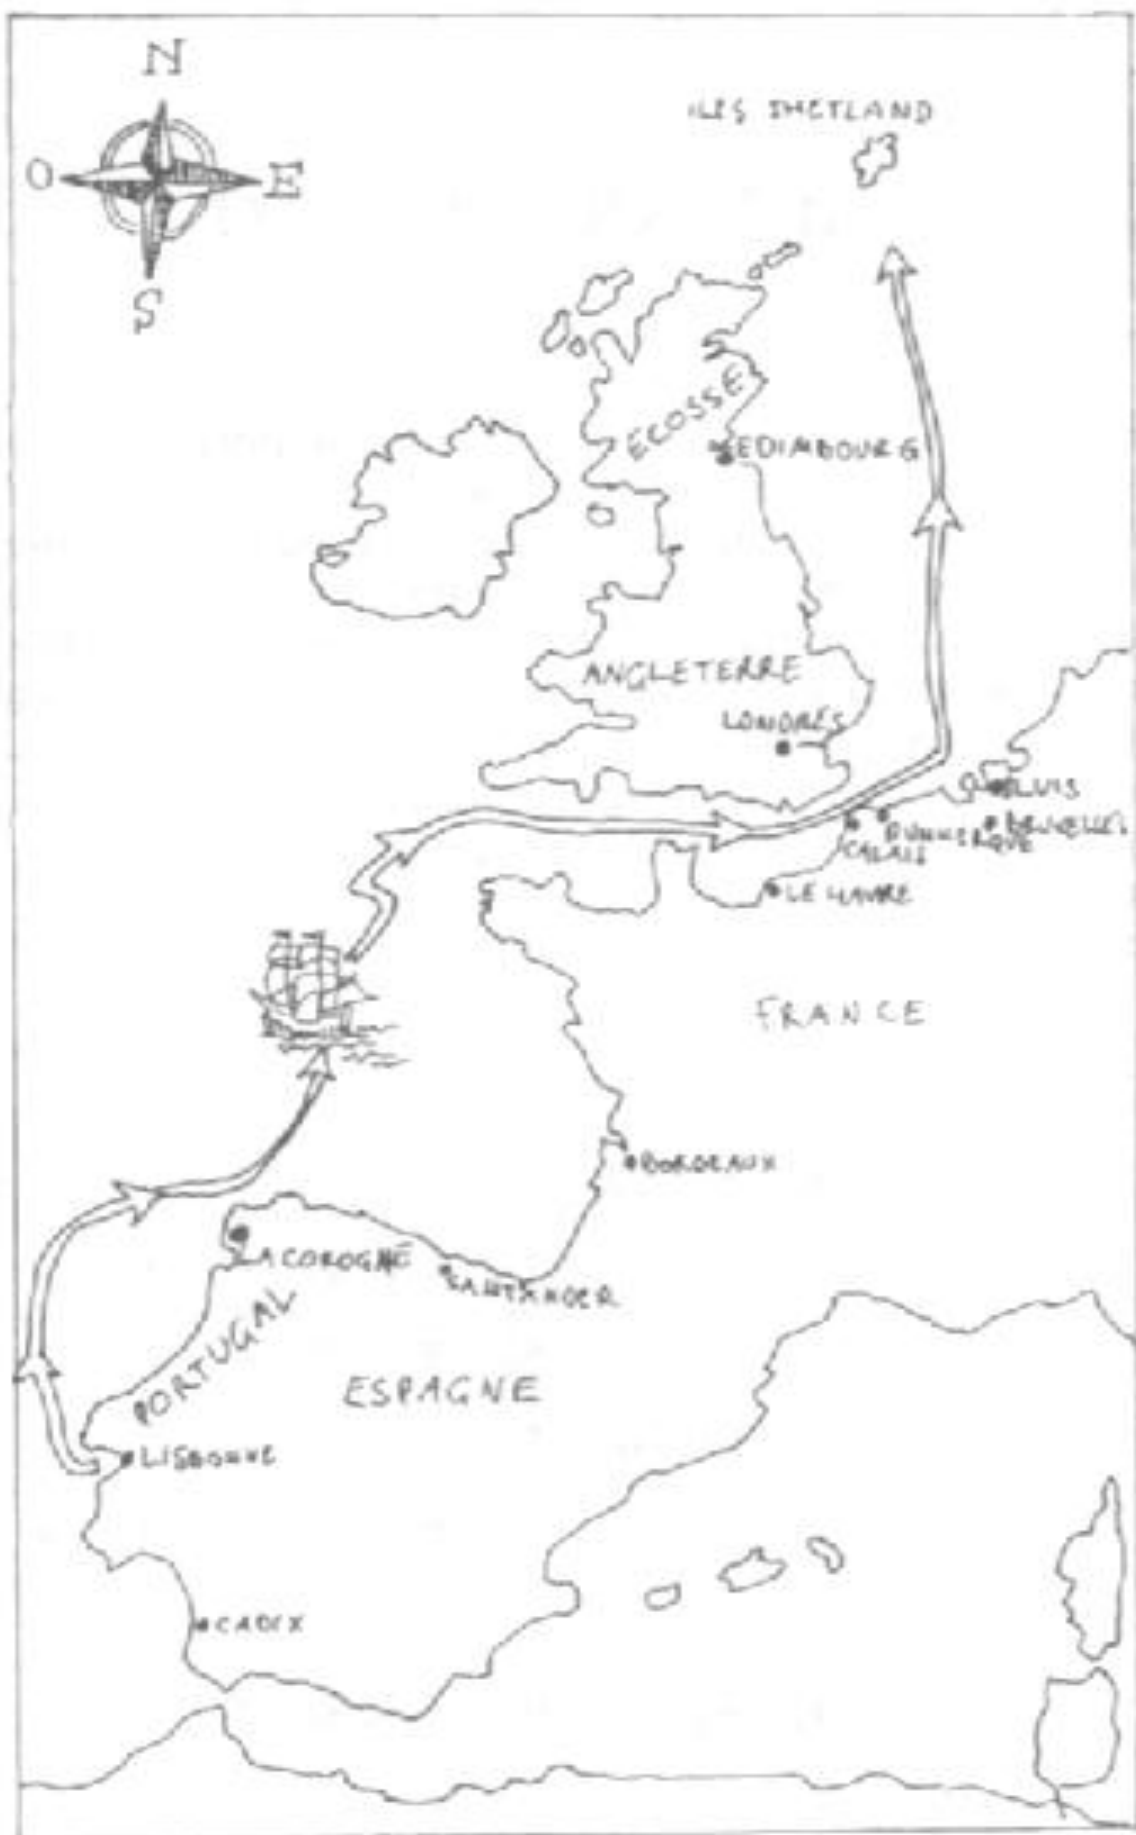 N
ILES SHETLAND
O
E
S
ECOSSE
EDIMBOURG
ANGLETERRE
LONDRES
BRUXELLES
DUNKERQUE
CALAIS
LE HAVRE
FRANCE
BORDEAUX
LA COROGNE
SANTANDER
PORTUGAL
ESPAGNE
LISBONNE
CADIX